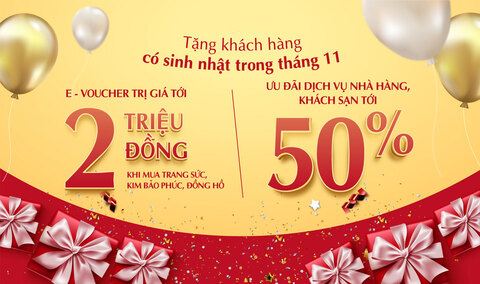 Tặng khách hàng
có sinh nhật trong tháng 11
E - VOUCHER TRỊ GIÁ TỚI
2 TRIỆU
ĐỒNG
KHI MUA TRANG SỨC,
KIM BẢO PHÚC, ĐỒNG HỒ
ƯU ĐÃI DỊCH VỤ NHÀ HÀNG,
KHÁCH SẠN TỚI
50%